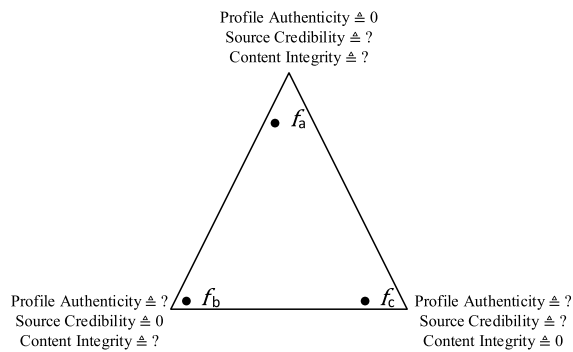 Profile Authenticity ≙ 0
Source Credibility ≙ ?
Content Integrity ≙ ?
fa
fb
fc
Profile Authenticity ≙ ?
Source Credibility ≙ 0
Content Integrity ≙ ?
Profile Authenticity ≙ ?
Source Credibility ≙ ?
Content Integrity ≙ 0